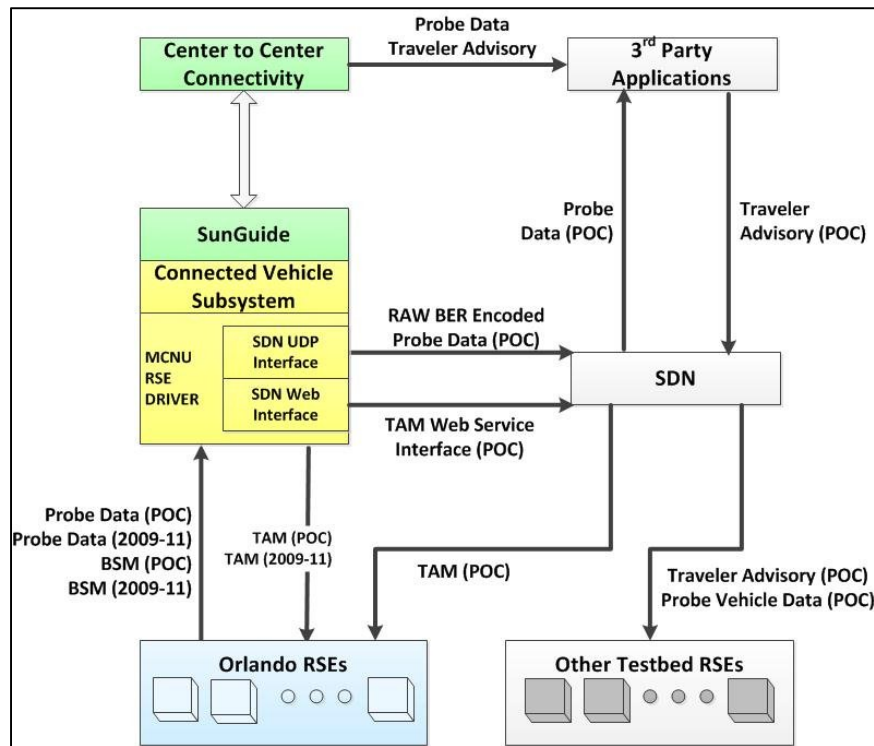 Probe Data
Traveler Advisory
Center to Center
Connectivity
3rd Party
Applications
Probe
Data (POC)
Traveler
Advisory (POC)
SunGuide
Connected Vehicle
Subsystem
MCNU
RSE
DRIVER
SDN UDP
Interface
SDN Web
Interface
RAW BER Encoded
Probe Data (POC)
TAM Web Service
Interface (POC)
SDN
Probe Data (POC)
Probe Data (2009-11)
BSM (POC)
BSM (2009-11)
TAM (POC)
TAM (2009-11)
TAM (POC)
Traveler Advisory (POC)
Probe Vehicle Data (POC)
Orlando RSEs
Other Testbed RSEs